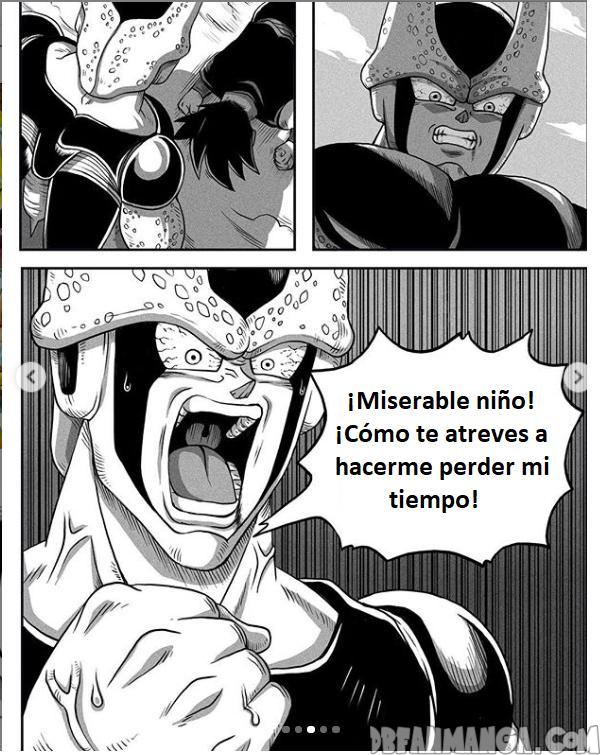 ¡Miserable niño!
¡Cómo te atreves a
hacerme perder mi
tiempo!
DREAMMANGA.COM